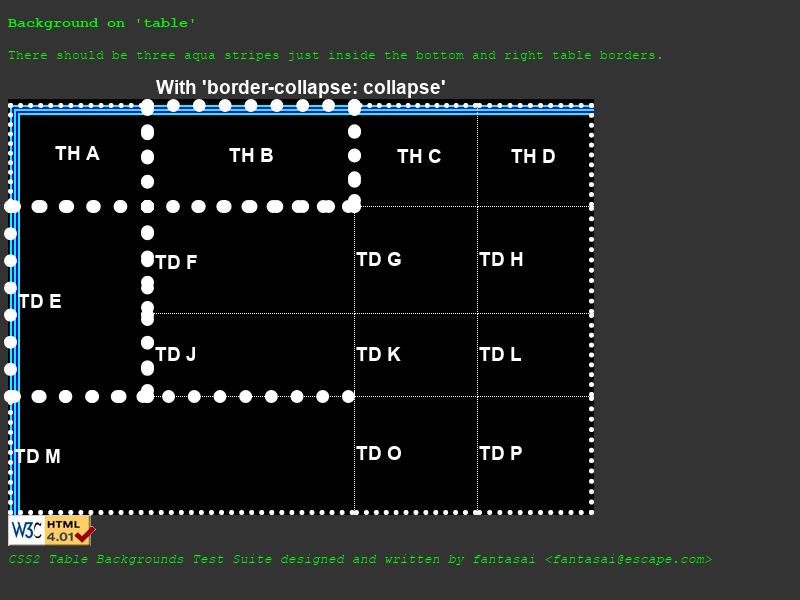 Background on 'table'
There should be three aqua stripes just inside the bottom and right table borders.
With 'border-collapse: collapse'
TH A TH B TH C TH D
TD E TD F TD G TD H
TD J TD K TD L
TD M TD O TD P
W3C HTML 4.01
CSS2 Table Backgrounds Test Suite designed and written by fantasai <fantasai@escape.com>